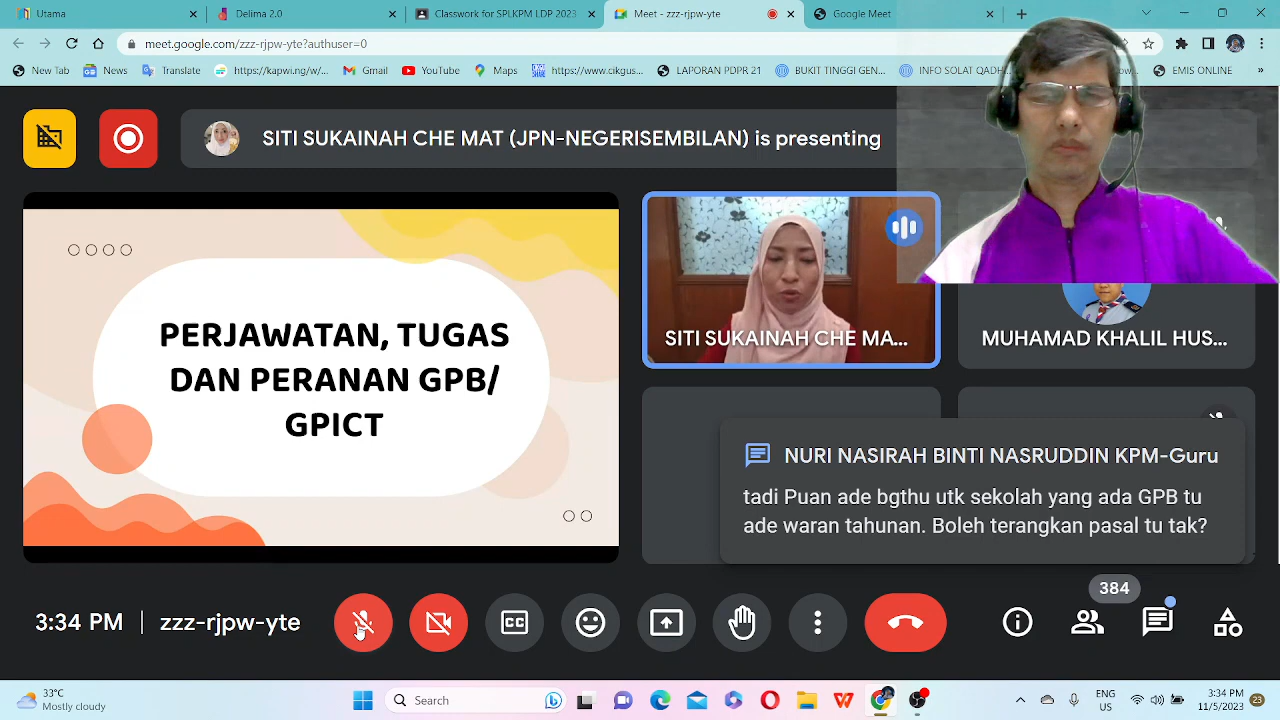 Utama
Delima 2.0
Classwork for SPLKPM LDP 2023
Meet - zzz-rjpw-yte
Google Meet
meet.google.com/zzz-rjpw-yte?authuser=0
New Tab
News
Translate
https://kapwing/w/...
Gmail
YouTube
Maps
https://www.cikgus...
LAPORAN PDPR 21
BUKIT TINGGI GEN...
INFO SOLAT QADH...
EMIS ONLINE
SITI SUKAINAH CHE MAT (JPN-NEGERISEMBILAN) is presenting
PERJAWATAN, TUGAS
DAN PERANAN GPB/
GPICT
SITI SUKAINAH CHE MA...
MUHAMAD KHALIL HUS...
NURI NASIRAH BINTI NASRUDDIN KPM-Guru
tadi Puan ade bgthu utk sekolah yang ada GPB tu
ade waran tahunan. Boleh terangkan pasal tu tak?
384
3:34 PM
zzz-rjpw-yte
33°C
Mostly cloudy
Search
ENG
US
3:34 PM
11/5/2023
23